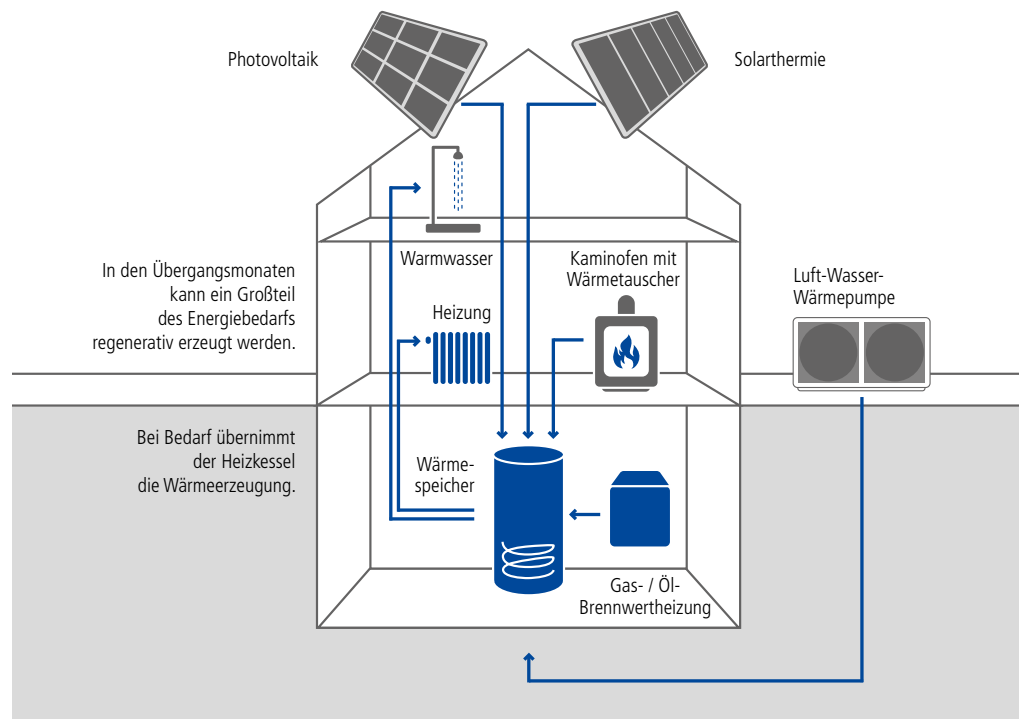 Photovoltaik
Solarthermie
Warmwasser
Kaminofen mit
Wärmetauscher
In den Übergangsmonaten
kann ein Großteil
des Energiebedarfs
regenerativ erzeugt werden.
Heizung
Luft-Wasser-
Wärmepumpe
Bei Bedarf übernimmt
der Heizkessel
die Wärmeerzeugung.
Wärme-
speicher
Gas- / Öl-
Brennwertheizung